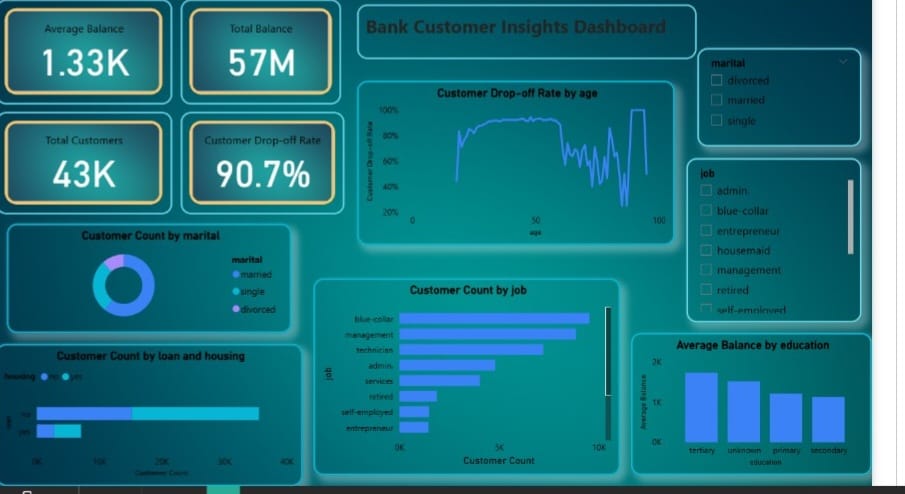 Average Balance
1.33K
Total Balance
57M
Bank Customer Insights Dashboard
Total Customers
43K
Customer Drop-off Rate
90.7%
Customer Drop-off Rate by age
Customer Drop-off Rate
100%
80%
60%
40%
20%
0
50
100
age
marital
divorced
married
single
job
admin.
blue-collar
entrepreneur
housemaid
management
retired
self-employed
Customer Count by marital
marital
married
single
divorced
Customer Count by job
job
blue-collar
management
technician
admin.
services
retired
self-employed
entrepreneur
0K
5K
10K
Customer Count
Customer Count by loan and housing
housing no yes
loan
no
yes
0K
10K
20K
30K
40K
Customer Count
Average Balance by education
Average Balance
2K
1K
0K
tertiary
unknown
primary
secondary
education